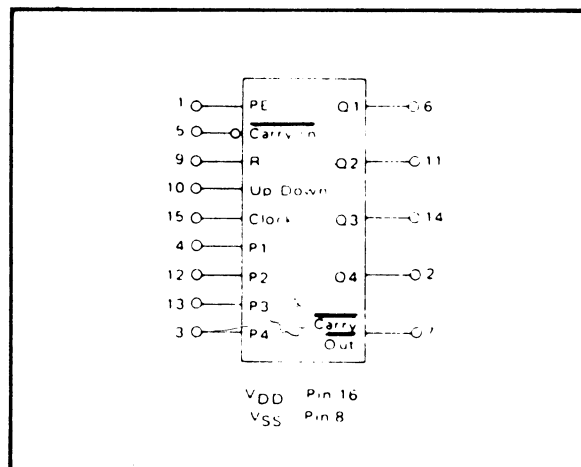 1 PE Q1 6
5 Carry In
9 R Q2 11
10 Up Down
15 Clock Q3 14
4 P1
12 P2 Q4 2
13 P3
3 P4 Carry Out 7
VDD Pin 16
VSS Pin 8